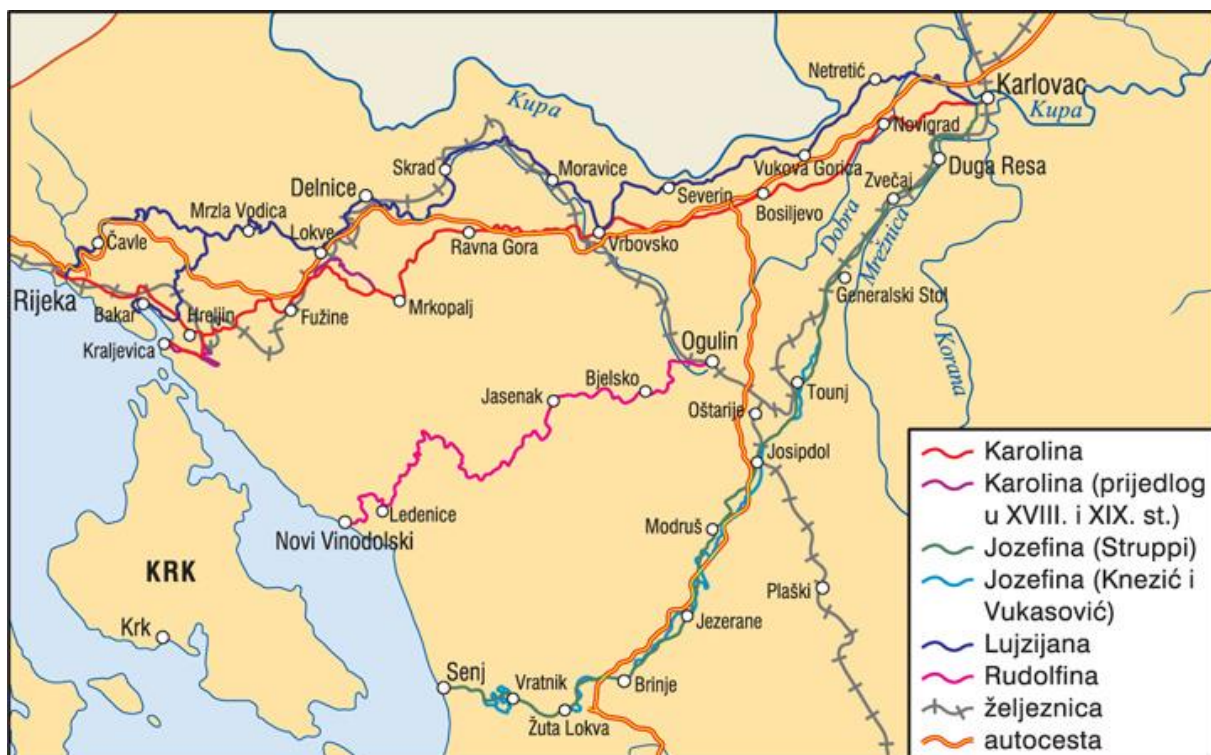 Netretić
Karlovac
Kupa
Kupa
Novigrad
Skrad
Moravice
Vukova Gorica
Duga Resa
Delnice
Zvečaj
Severin
Bosiljevo
Mrzla Vodica
Lokve
Čavle
Ravna Gora
Vrbovsko
Dobra
Mrežnica
Rijeka
Bakar
Hreljin
Fužine
Mrkopalj
Generalski Stol
Kraljevica
Ogulin
Korana
Bjelsko
Jasenak
Tounj
Oštarije
Josipdol
Ledenice
Novi Vinodolski
Modruš
KRK
Plaški
Krk
Jezerane
Senj
Vratnik
Brinje
Žuta Lokva
Karolina
Karolina (prijedlog
u XVIII. i XIX. st.)
Jozefina (Struppi)
Jozefina (Knezić i
Vukasović)
Lujzijana
Rudolfina
željeznica
autocesta